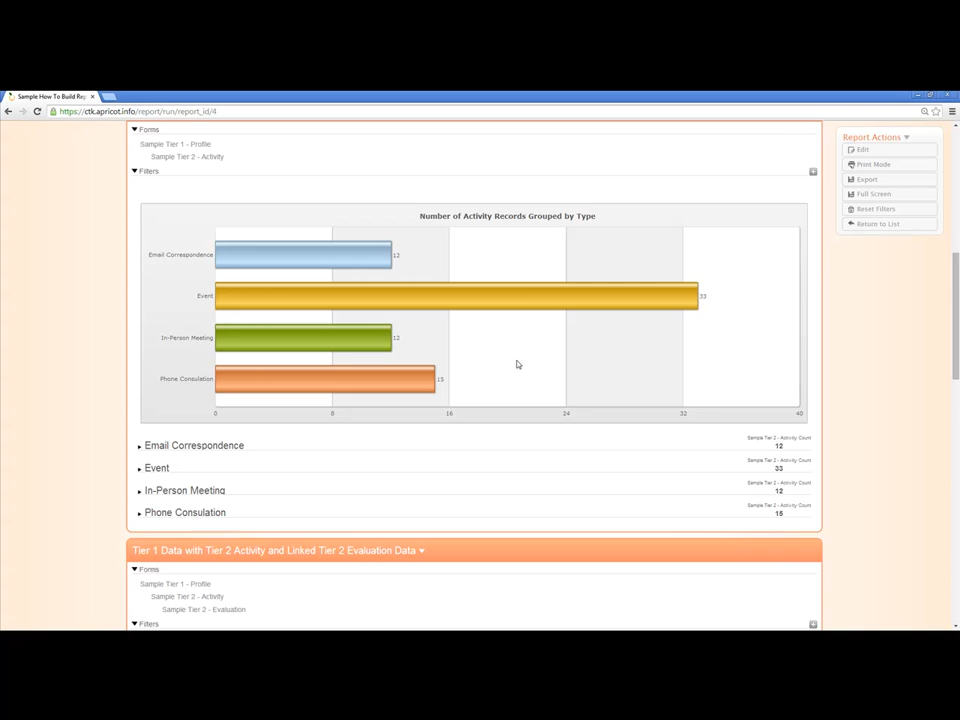 Sample How To Build Rep
https://ctk.apricot.info/report/run/report_id/4
Forms
Sample Tier 1 - Profile
Sample Tier 2 - Activity
Filters
Report Actions
Edit
Print Mode
Export
Full Screen
Reset Filters
Return to List
Number of Activity Records Grouped by Type
Email Correspondence 12
Event 33
In-Person Meeting 12
Phone Consulation 15
0 8 16 24 32 40
Sample Tier 2 - Activity Count
Email Correspondence 12
Sample Tier 2 - Activity Count
Event 33
Sample Tier 2 - Activity Count
In-Person Meeting 12
Sample Tier 2 - Activity Count
Phone Consulation 15
Tier 1 Data with Tier 2 Activity and Linked Tier 2 Evaluation Data
Forms
Sample Tier 1 - Profile
Sample Tier 2 - Activity
Sample Tier 2 - Evaluation
Filters